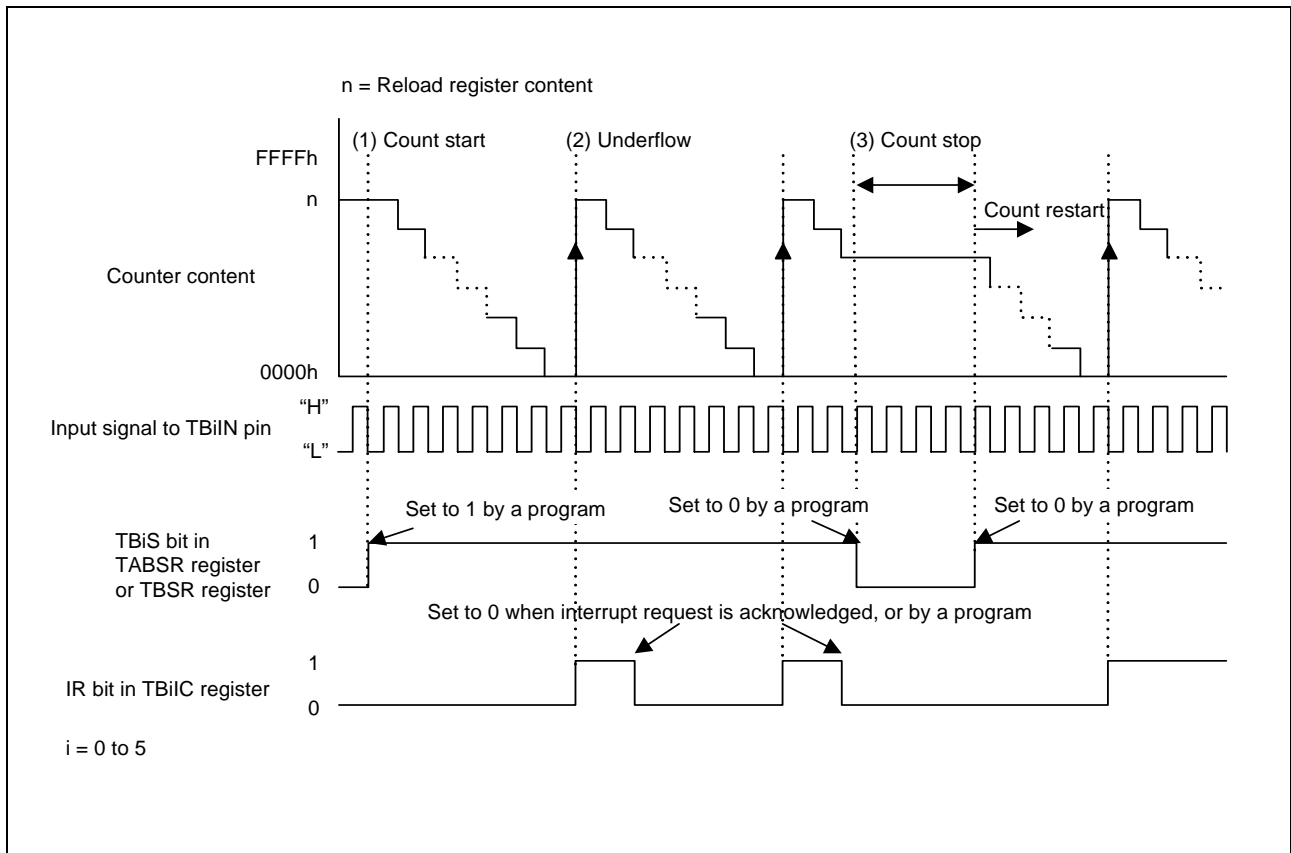 n = Reload register content
(1) Count start
(2) Underflow
(3) Count stop
FFFFh
n
Count restart
Counter content
0000h
“H”
Input signal to TBiIN pin
“L”
Set to 1 by a program
Set to 0 by a program
Set to 0 by a program
TBiS bit in
TABSR register
or TBSR register
1
0
Set to 0 when interrupt request is acknowledged, or by a program
1
IR bit in TBiIC register
0
i = 0 to 5